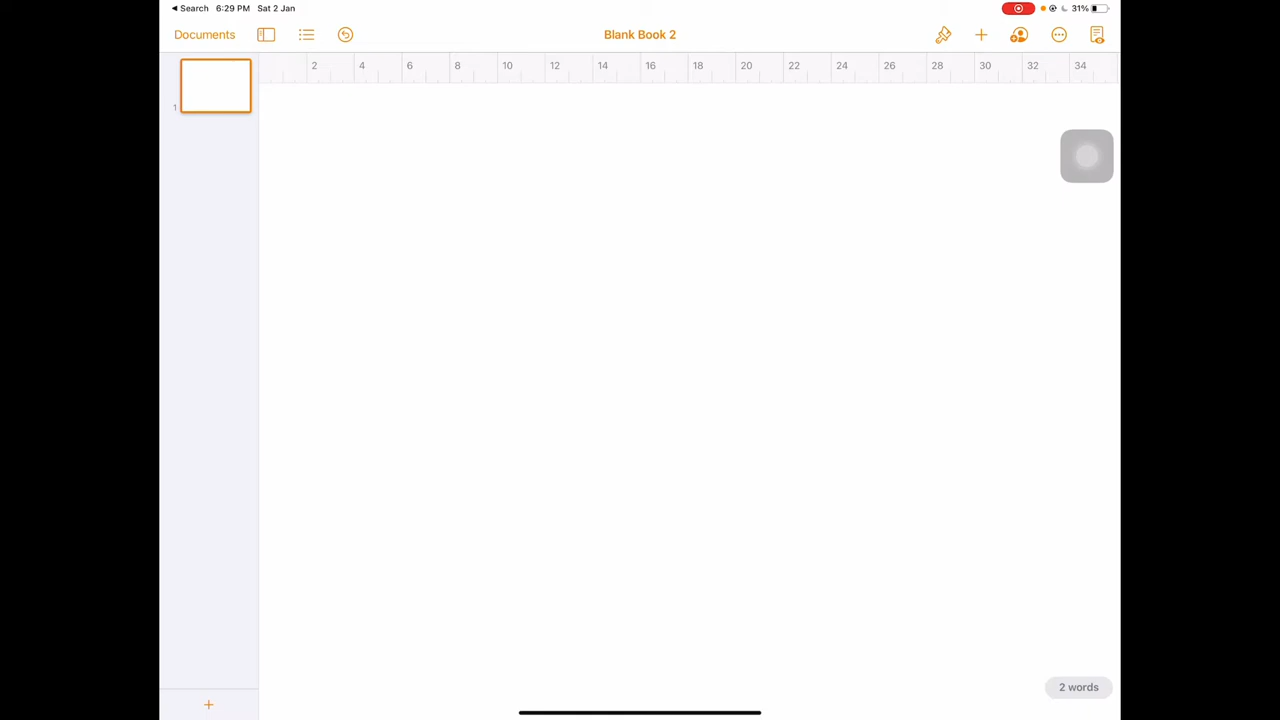 ◀ Search 6:29 PM Sat 2 Jan 31%
Documents Blank Book 2
2 4 6 8 10 12 14 16 18 20 22 24 26 28 30 32 34
1
2 words